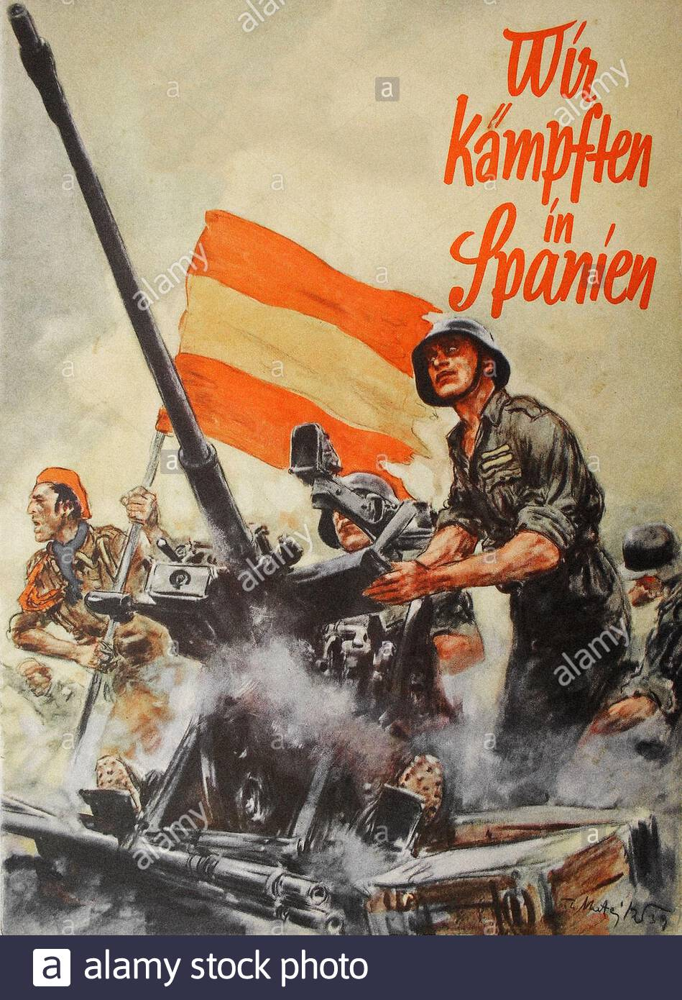 Wir
kämpften
in
Spanien
a alamy stock photo